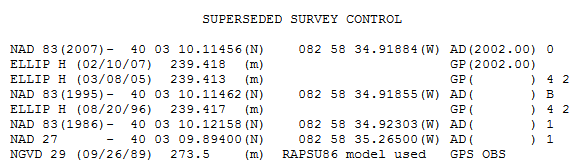 SUPERSEDED SURVEY CONTROL
NAD 83(2007)-  40 03 10.11456(N)    082 58 34.91884(W) AD(2002.00) 0
ELLIP H (02/10/07)  239.418  (m)                       GP(2002.00)
ELLIP H (03/08/05)  239.413  (m)                       GP(       ) 4 2
NAD 83(1995)-  40 03 10.11462(N)    082 58 34.91855(W) AD(       ) B
ELLIP H (08/20/96)  239.417  (m)                       GP(       ) 4 2
NAD 83(1986)-  40 03 10.12158(N)    082 58 34.92303(W) AD(       ) 1
NAD 27      -  40 03 09.89400(N)    082 58 35.26500(W) AD(       ) 1
NGVD 29 (09/26/89)  273.5    (m)   RAPSU86 model used  GPS OBS